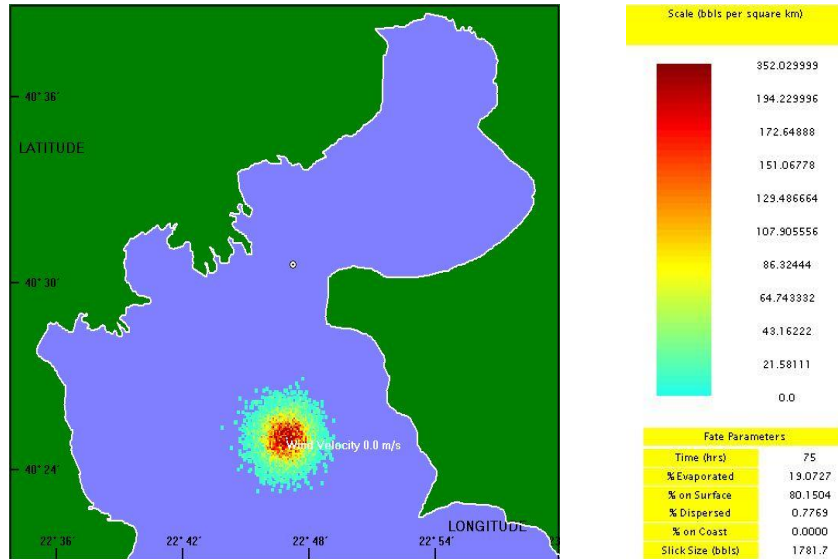 Scale (bbls per square km)
352.029999
194.229996
172.64888
151.06778
129.486664
107.905556
86.32444
64.743332
43.16222
21.58111
0.0
40° 36'
LATITUDE
40° 30'
Wind Velocity 0.0 m/s
40° 24'
LONGITUDE
22° 36
22° 42
22° 48
22° 54
Fate Parameters
Time (hrs) 75
% Evaporated 19.0727
% on Surface 80.1504
% Dispersed 0.7769
% on Coast 0.0000
Slick Size (bbls) 1781.7